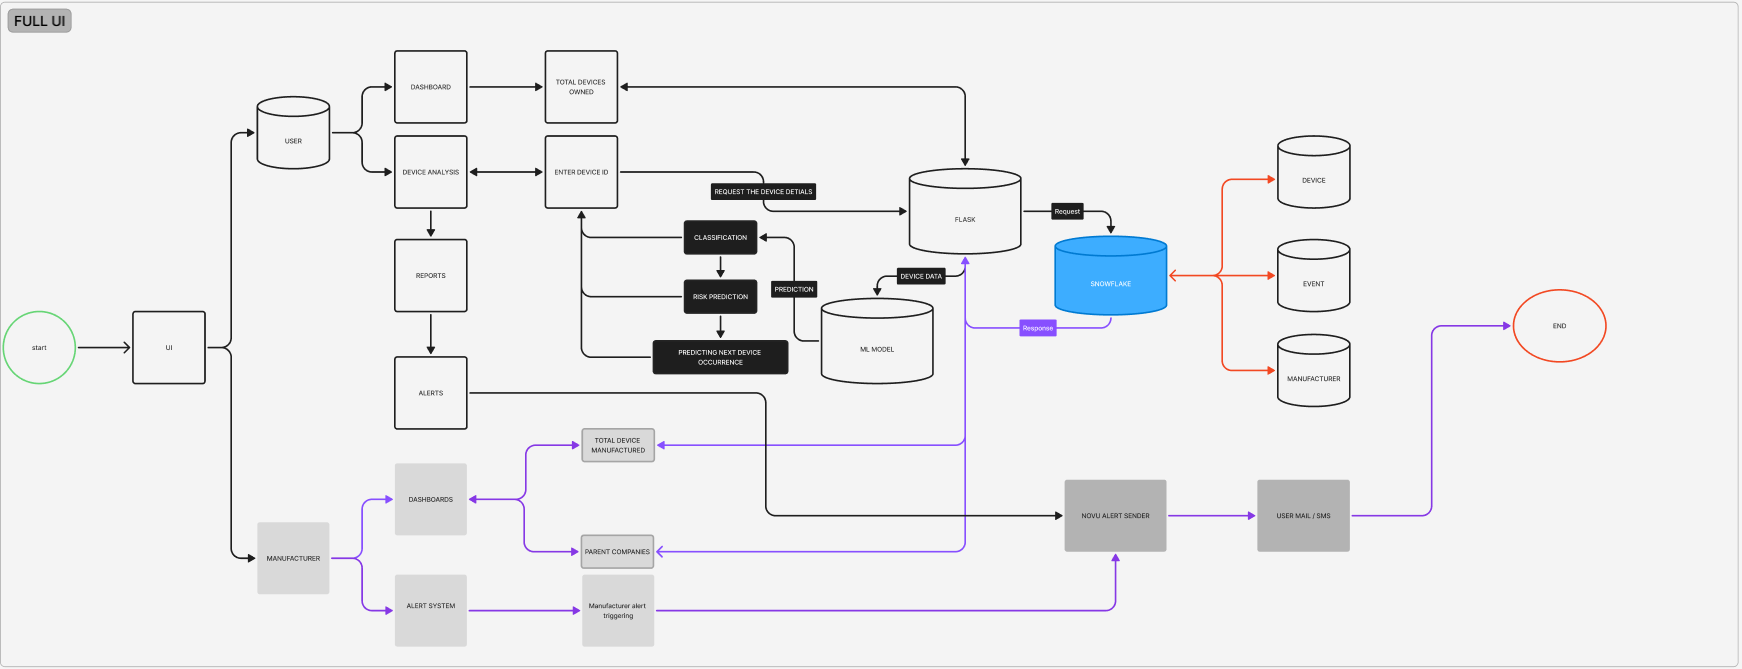 FULL UI
DASHBOARD
TOTAL DEVICES
OWNED
USER
DEVICE ANALYSIS
ENTER DEVICE ID
REQUEST THE DEVICE DETIALS
FLASK
Request
DEVICE
CLASSIFICATION
REPORTS
DEVICE DATA
SNOWFLAKE
EVENT
RISK PREDICTION
PREDICTION
Response
END
start
UI
PREDICTING NEXT DEVICE
OCCURRENCE
ML MODEL
MANUFACTURER
ALERTS
TOTAL DEVICE
MANUFACTURED
DASHBOARDS
NOVU ALERT SENDER
USER MAIL / SMS
MANUFACTURER
PARENT COMPANIES
ALERT SYSTEM
Manufacturer alert
triggering